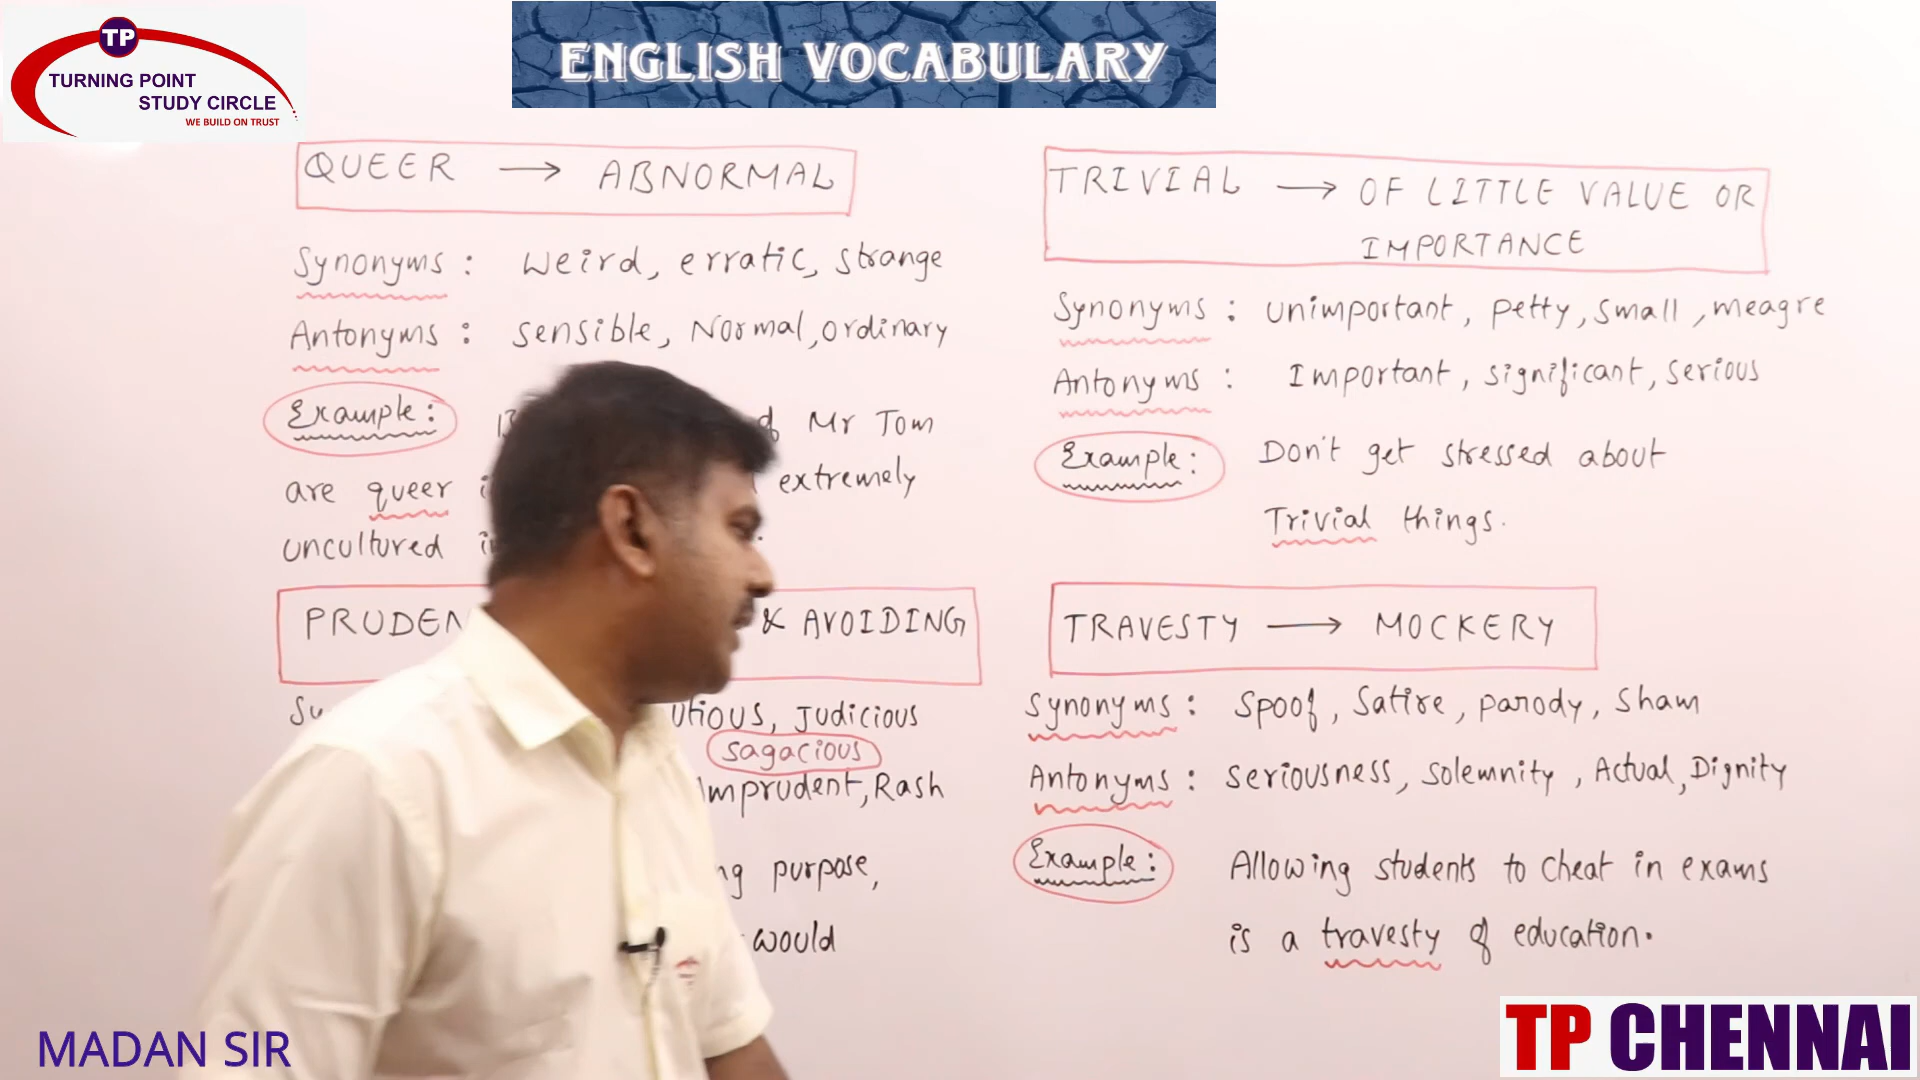 TP
TURNING POINT
STUDY CIRCLE
WE BUILD ON TRUST
ENGLISH VOCABULARY
QUEER → ABNORMAL
Synonyms : Weird, erratic, strange
Antonyms : Sensible, Normal, ordinary
Example : Mr Tom
are queer extremely
uncultured
& AVOIDING
Judicious
sagacious
Imprudent, Rash
purpose,
would
TRIVIAL → OF LITTLE VALUE OR
IMPORTANCE
Synonyms : unimportant, petty, small, meagre
Antonyms : Important, significant, serious
Example : Don't get stressed about
Trivial things.
TRAVESTY → MOCKERY
Synonyms : Spoof, Satire, parody, Sham
Antonyms : seriousness, solemnity, Actual, Dignity
Example : Allowing students to cheat in exams
is a travesty of education.
MADAN SIR
TP CHENNAI